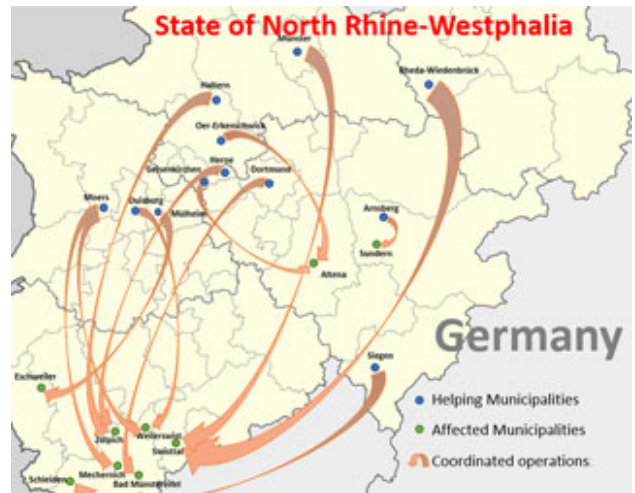 State of North Rhine-Westphalia
Münster
Rheda-Wiedenbrück
Haltern
Oer-Erkenschwick
Herne
Gelsenkirchen
Dortmund
Moers
Duisburg
Mülheim
Arnsberg
Sundern
Altena
Germany
Siegen
Eschweiler
Helping Municipalities
Affected Municipalities
Coordinated operations
Zülpich
Weilerswist
Swisttal
Mechernich
Schleiden
Bad Münstereifel